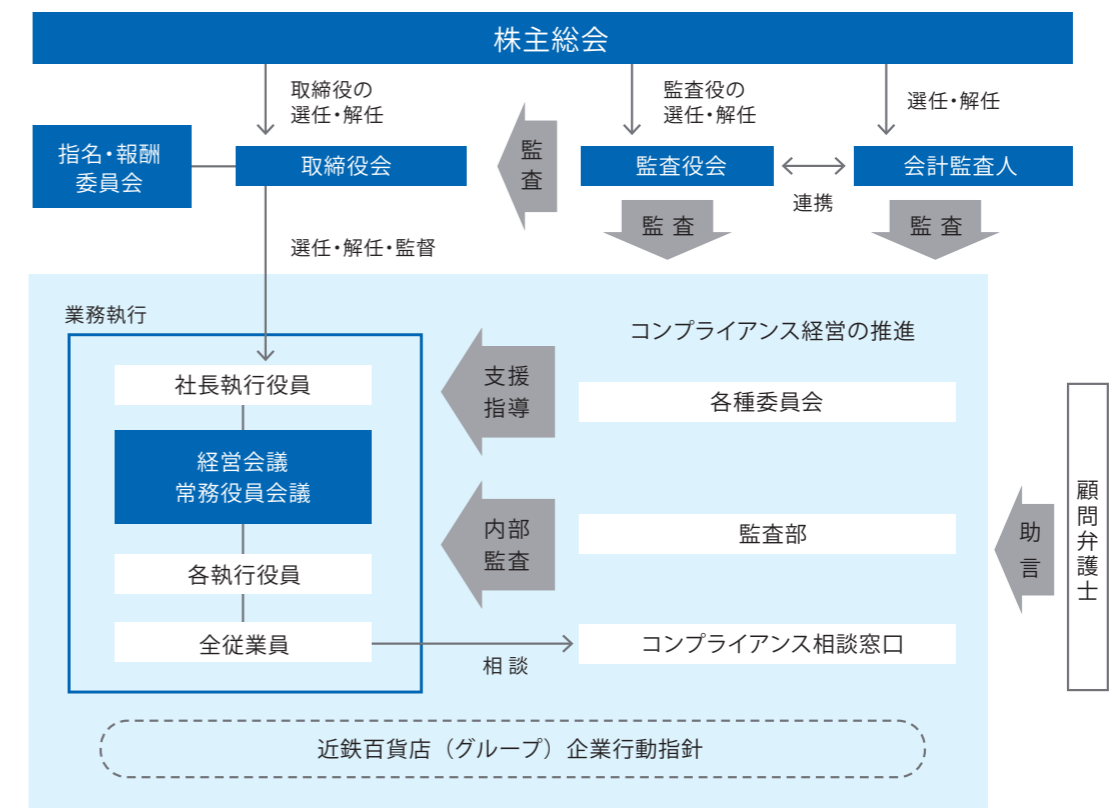 株主総会
取締役の
選任・解任
監査役の
選任・解任
選任・解任
指名・報酬
委員会
取締役会
監査
監査役会
連携
会計監査人
監査
監査
選任・解任・監督
業務執行
コンプライアンス経営の推進
社長執行役員
支援
指導
各種委員会
経営会議
常務役員会議
内部
監査
監査部
各執行役員
全従業員
相談
コンプライアンス相談窓口
助言
顧問弁護士
近鉄百貨店（グループ）企業行動指針